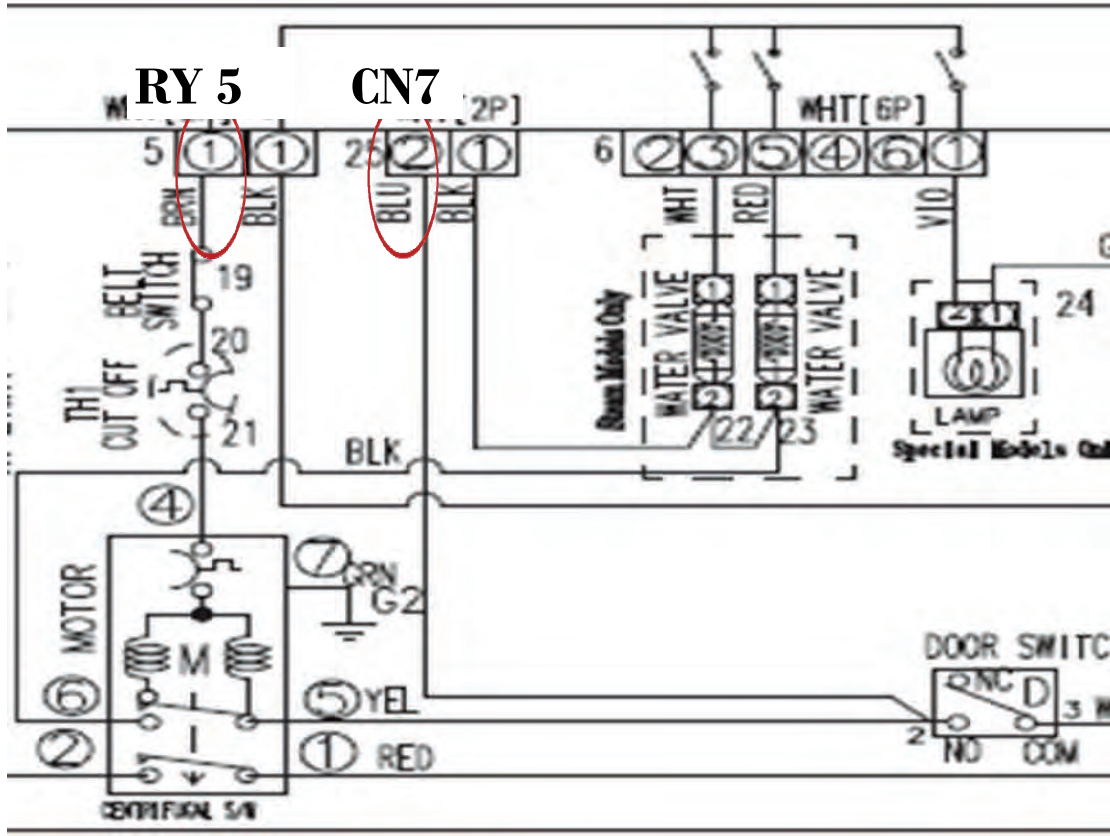 RY 5
CN7
[2P]
WHT[6P]
5 1 1
25 2 1
6 2 3 5 4 6 1
BRN
BLK
BLU
BLK
WHT
RED
VIO
BELT
SWITCH
19
20
TH1
CUT OFF
21
Steam Models Only
WATER VALVE
1
2
1
2
WATER VALVE
22
23
G
24
2 1
LAMP
Special Models Onl
BLK
4
MOTOR
7
GRN
G2
M
6
5 YEL
2
1 RED
CENTRIFUGAL S/W
DOOR SWITC
NC D
3 W
2
NO COM